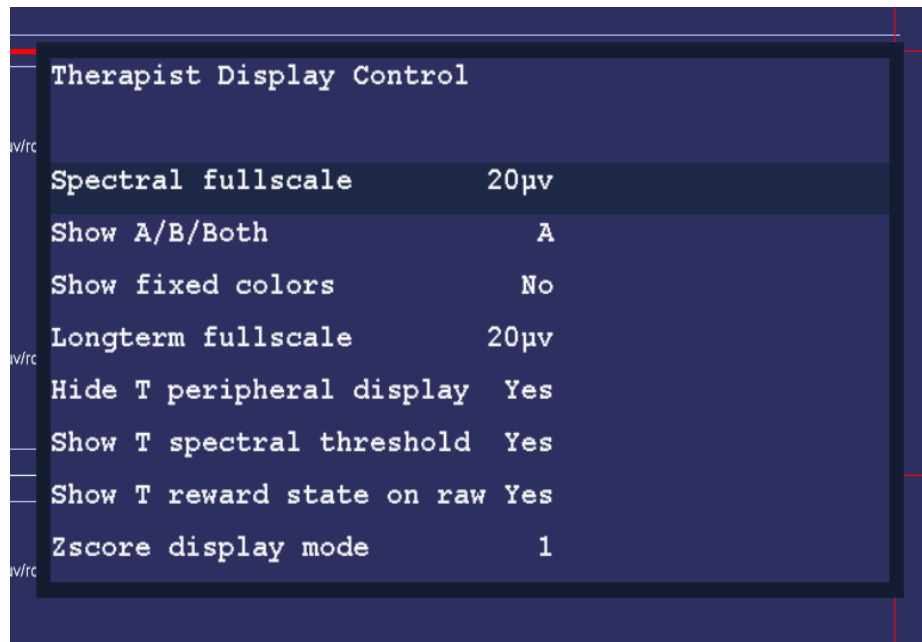 Therapist Display Control
Spectral fullscale 20µv
Show A/B/Both A
Show fixed colors No
Longterm fullscale 20µv
Hide T peripheral display Yes
Show T spectral threshold Yes
Show T reward state on raw Yes
Zscore display mode 1